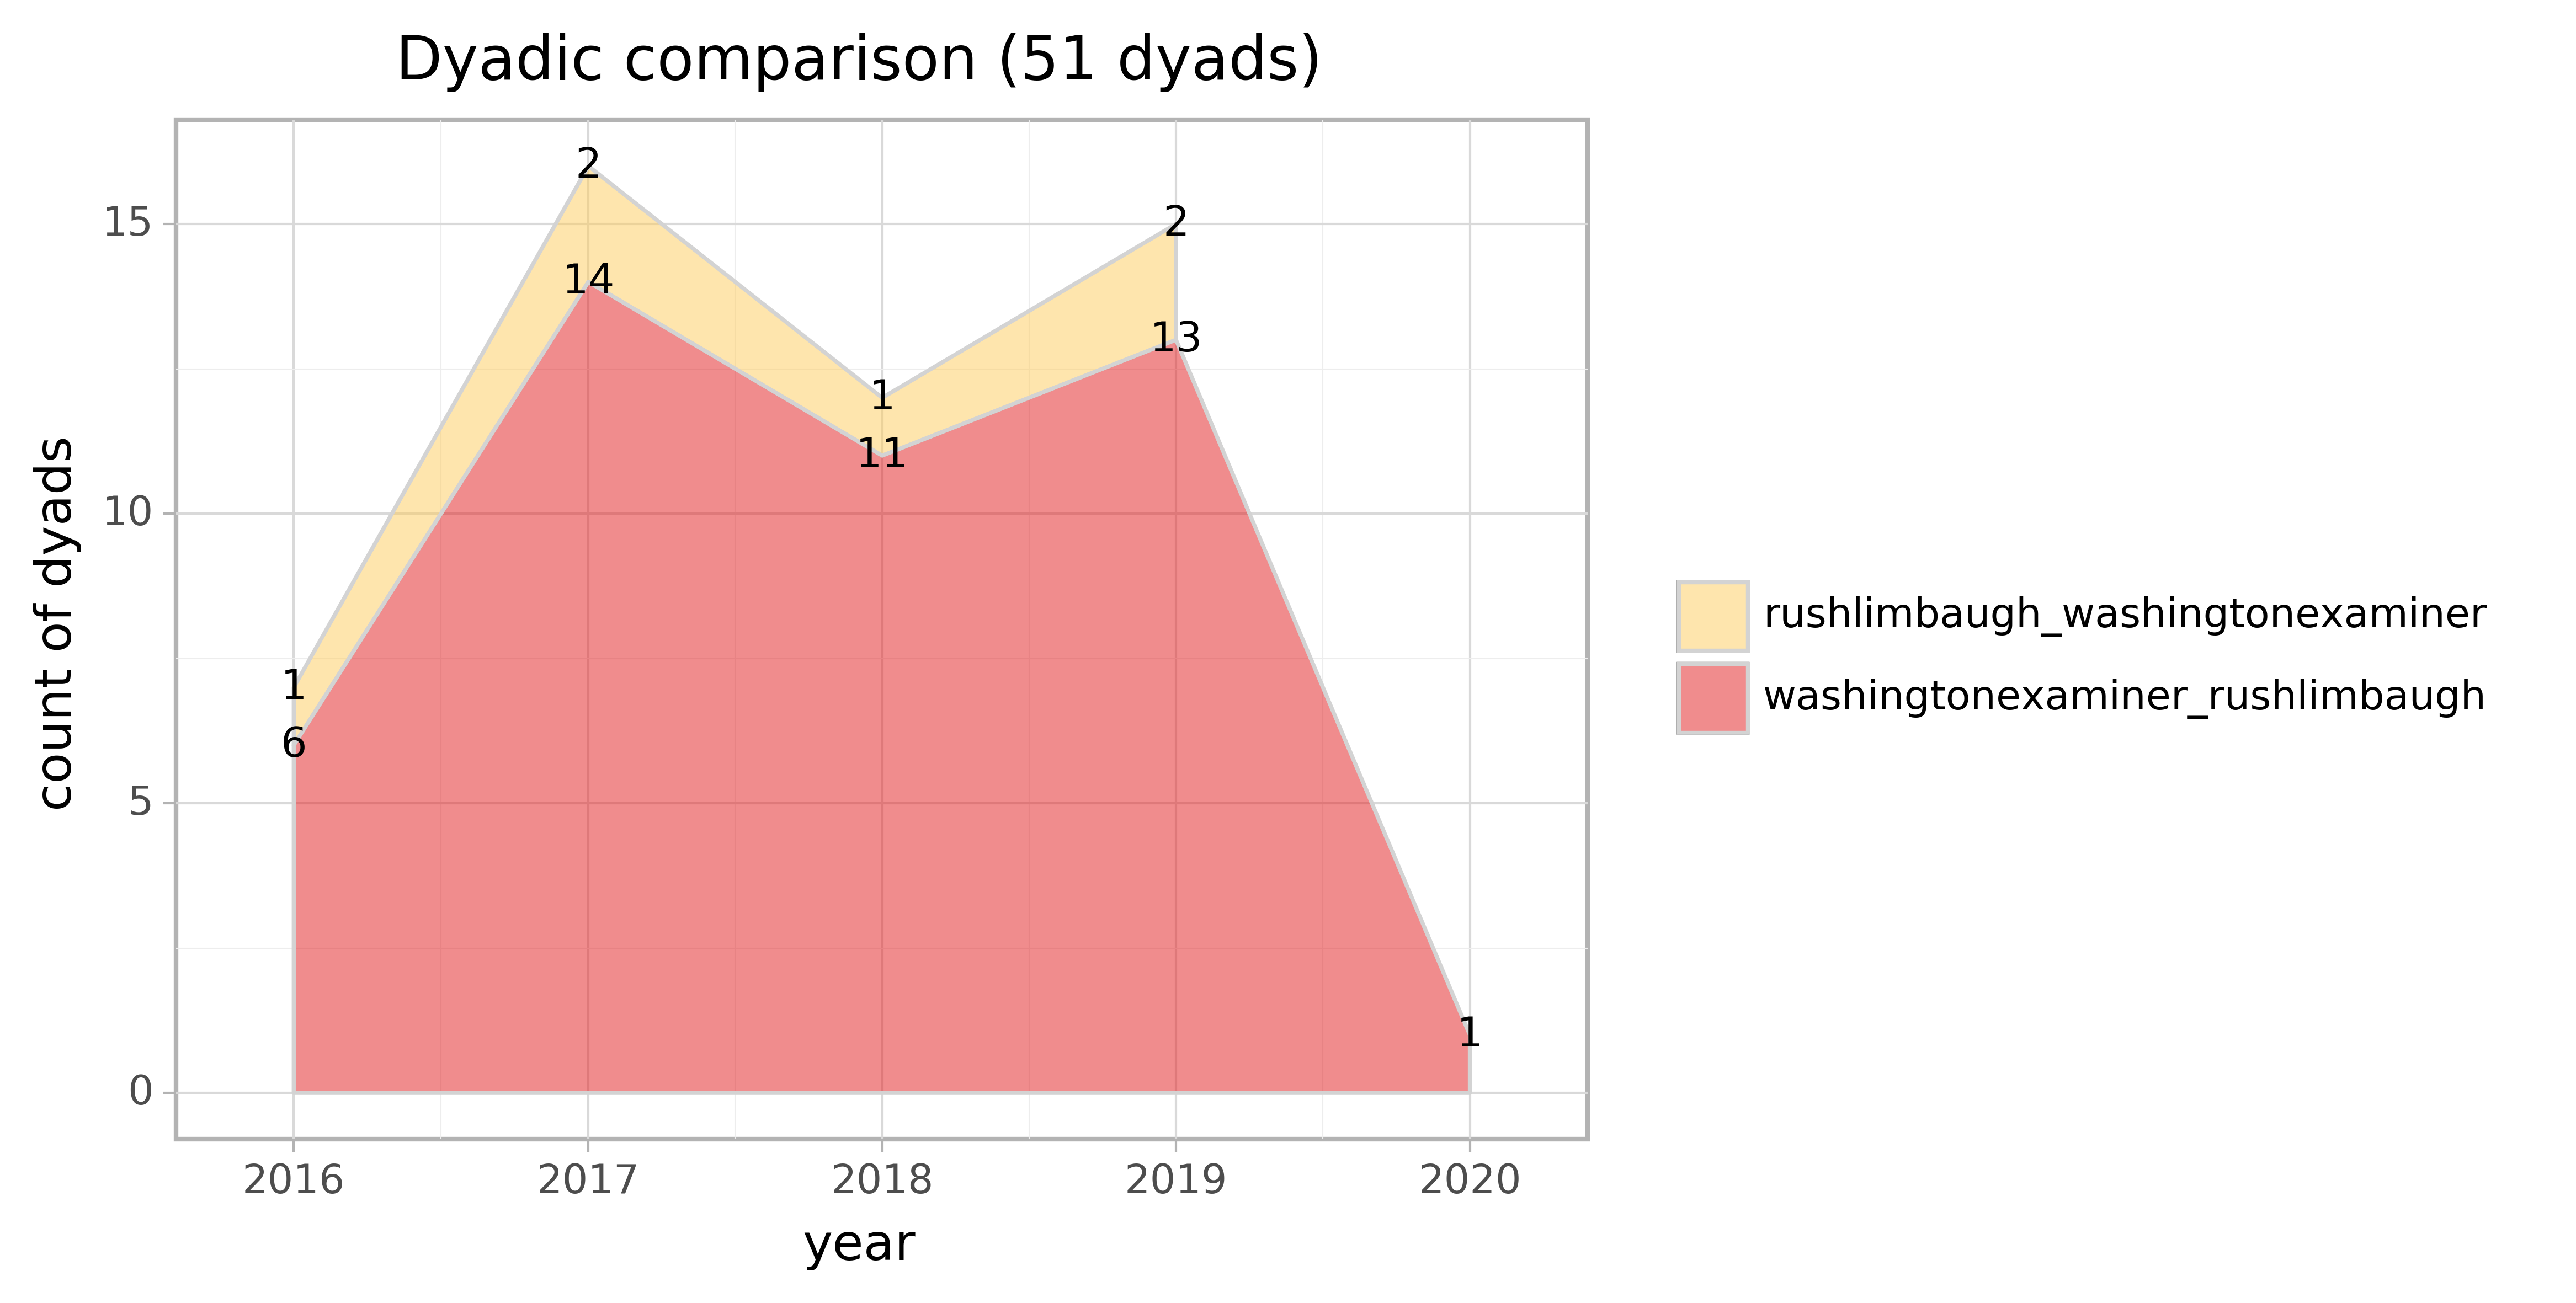 Dyadic comparison (51 dyads)
count of dyads
15
10
5
0
2
14
1
11
2
13
1
6
1
2016 2017 2018 2019 2020
year
rushlimbaugh_washingtonexaminer
washingtonexaminer_rushlimbaugh